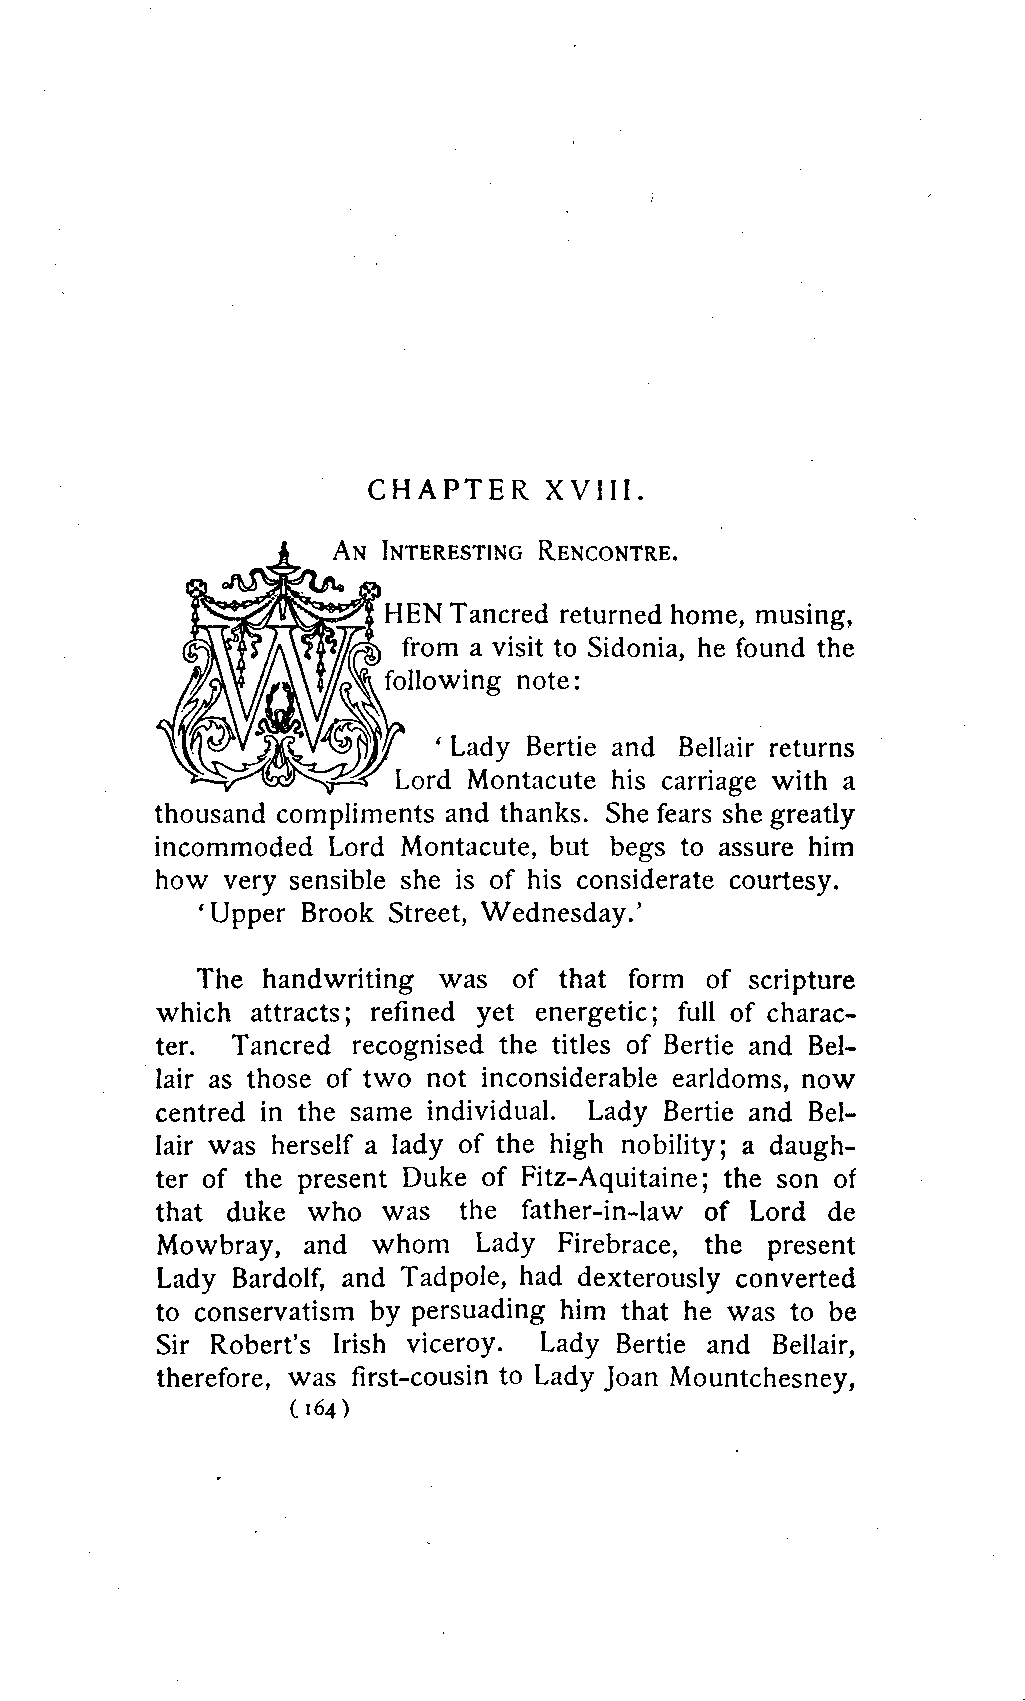 CHAPTER XVIII.
AN INTERESTING RENCONTRE.
WHEN Tancred returned home, musing,
from a visit to Sidonia, he found the
following note:
‘Lady Bertie and Bellair returns
Lord Montacute his carriage with a
thousand compliments and thanks. She fears she greatly
incommoded Lord Montacute, but begs to assure him
how very sensible she is of his considerate courtesy.
‘Upper Brook Street, Wednesday.’
The handwriting was of that form of scripture
which attracts; refined yet energetic; full of charac-
ter. Tancred recognised the titles of Bertie and Bel-
lair as those of two not inconsiderable earldoms, now
centred in the same individual. Lady Bertie and Bel-
lair was herself a lady of the high nobility; a daugh-
ter of the present Duke of Fitz-Aquitaine; the son of
that duke who was the father-in-law of Lord de
Mowbray, and whom Lady Firebrace, the present
Lady Bardolf, and Tadpole, had dexterously converted
to conservatism by persuading him that he was to be
Sir Robert's Irish viceroy. Lady Bertie and Bellair,
therefore, was first-cousin to Lady Joan Mountchesney,
(164)